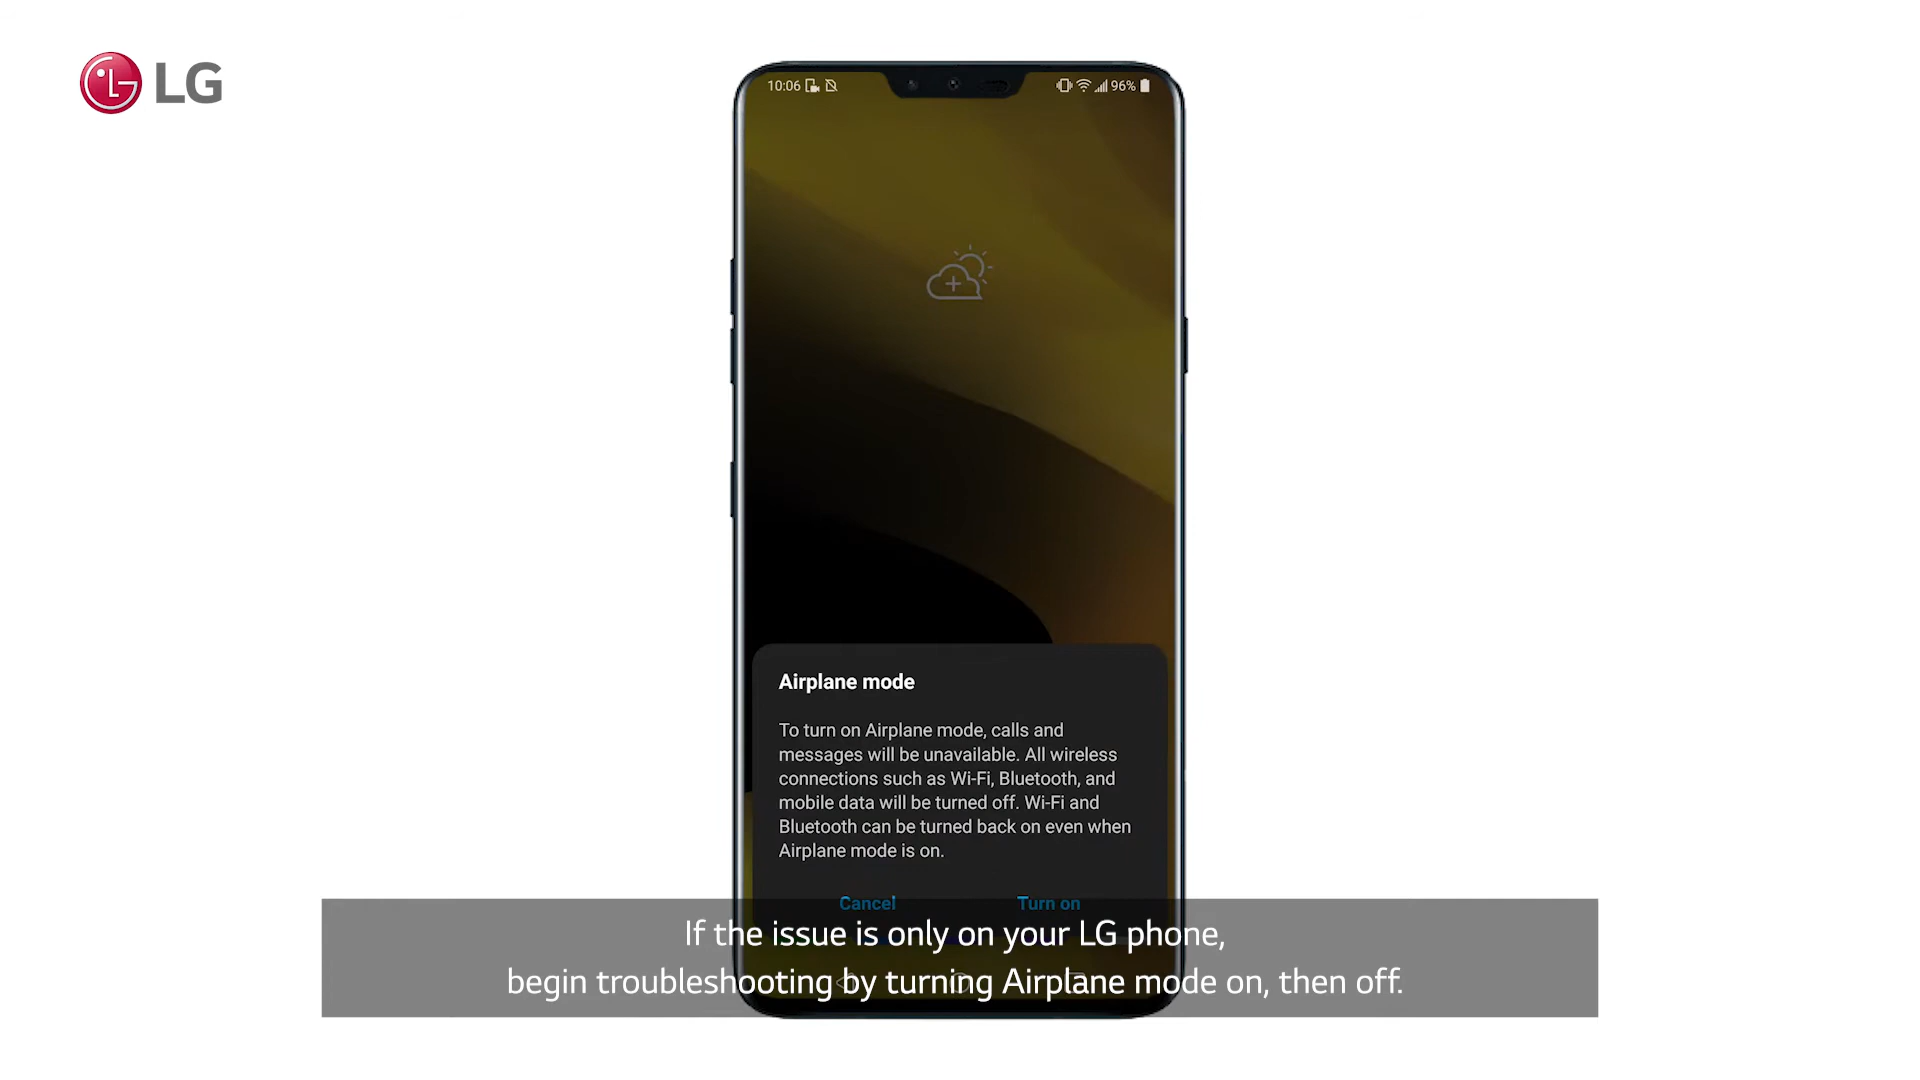 LG
10:06
96%
Airplane mode
To turn on Airplane mode, calls and
messages will be unavailable. All wireless
connections such as Wi-Fi, Bluetooth, and
mobile data will be turned off. Wi-Fi and
Bluetooth can be turned back on even when
Airplane mode is on.
Cancel
Turn on
If the issue is only on your LG phone,
begin troubleshooting by turning Airplane mode on, then off.